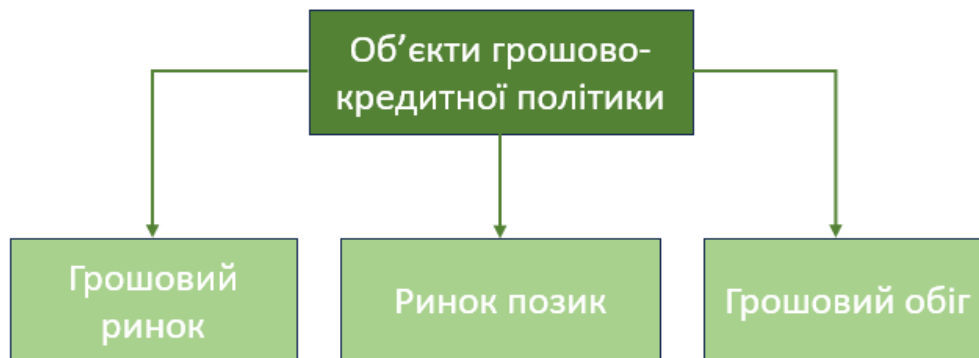 Об’єкти грошово-
кредитної політики
Грошовий
ринок
Ринок позик
Грошовий обіг